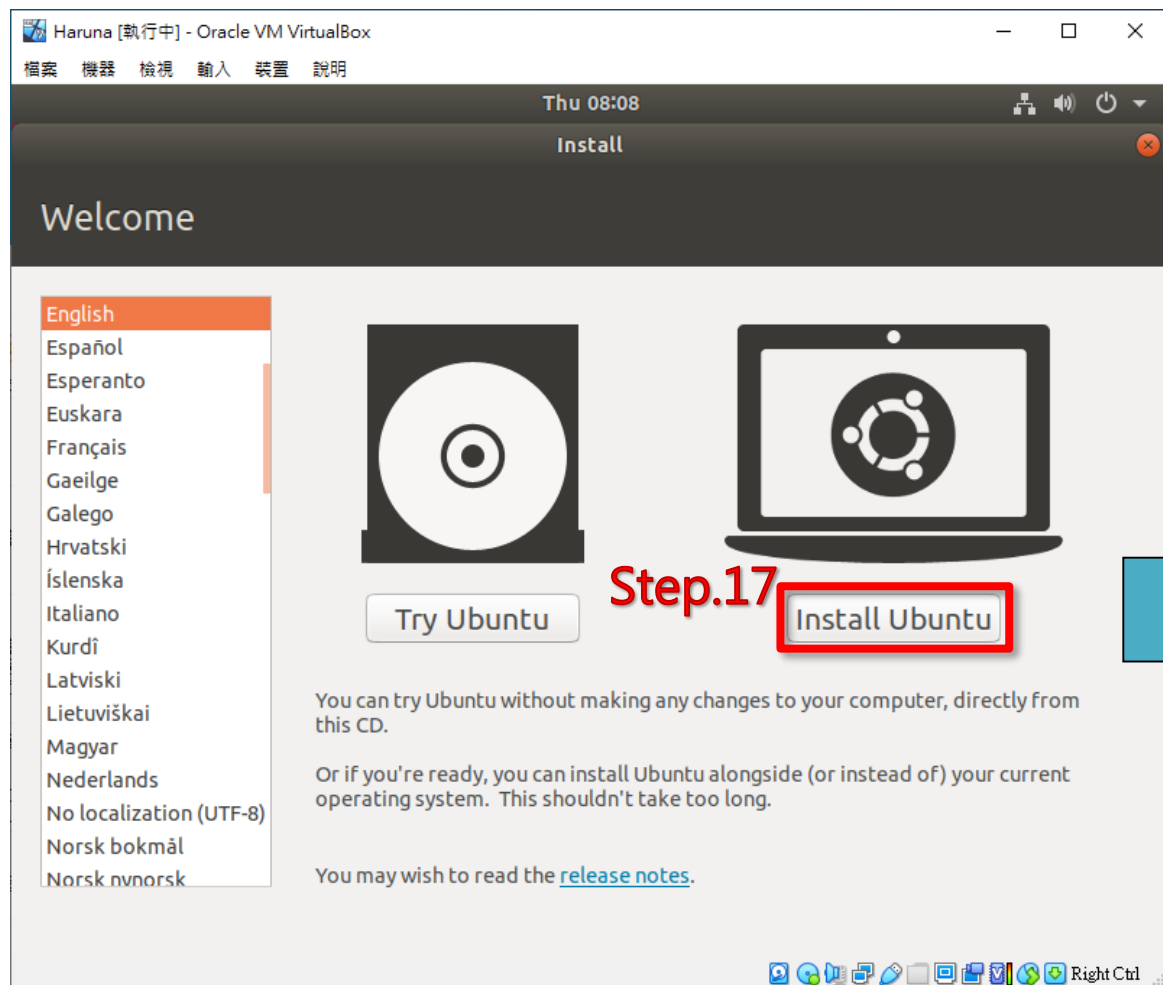 Haruna [執行中] - Oracle VM VirtualBox
檔案 機器 檢視 輸入 裝置 說明
Thu 08:08
Install
Welcome
English
Español
Esperanto
Euskara
Français
Gaeilge
Galego
Hrvatski
Íslenska
Italiano
Kurdî
Latviski
Lietuviškai
Magyar
Nederlands
No localization (UTF-8)
Norsk bokmål
Norsk nynorsk
Step.17
Try Ubuntu
Install Ubuntu
You can try Ubuntu without making any changes to your computer, directly from
this CD.
Or if you're ready, you can install Ubuntu alongside (or instead of) your current
operating system. This shouldn't take too long.
You may wish to read the release notes.
Right Ctrl